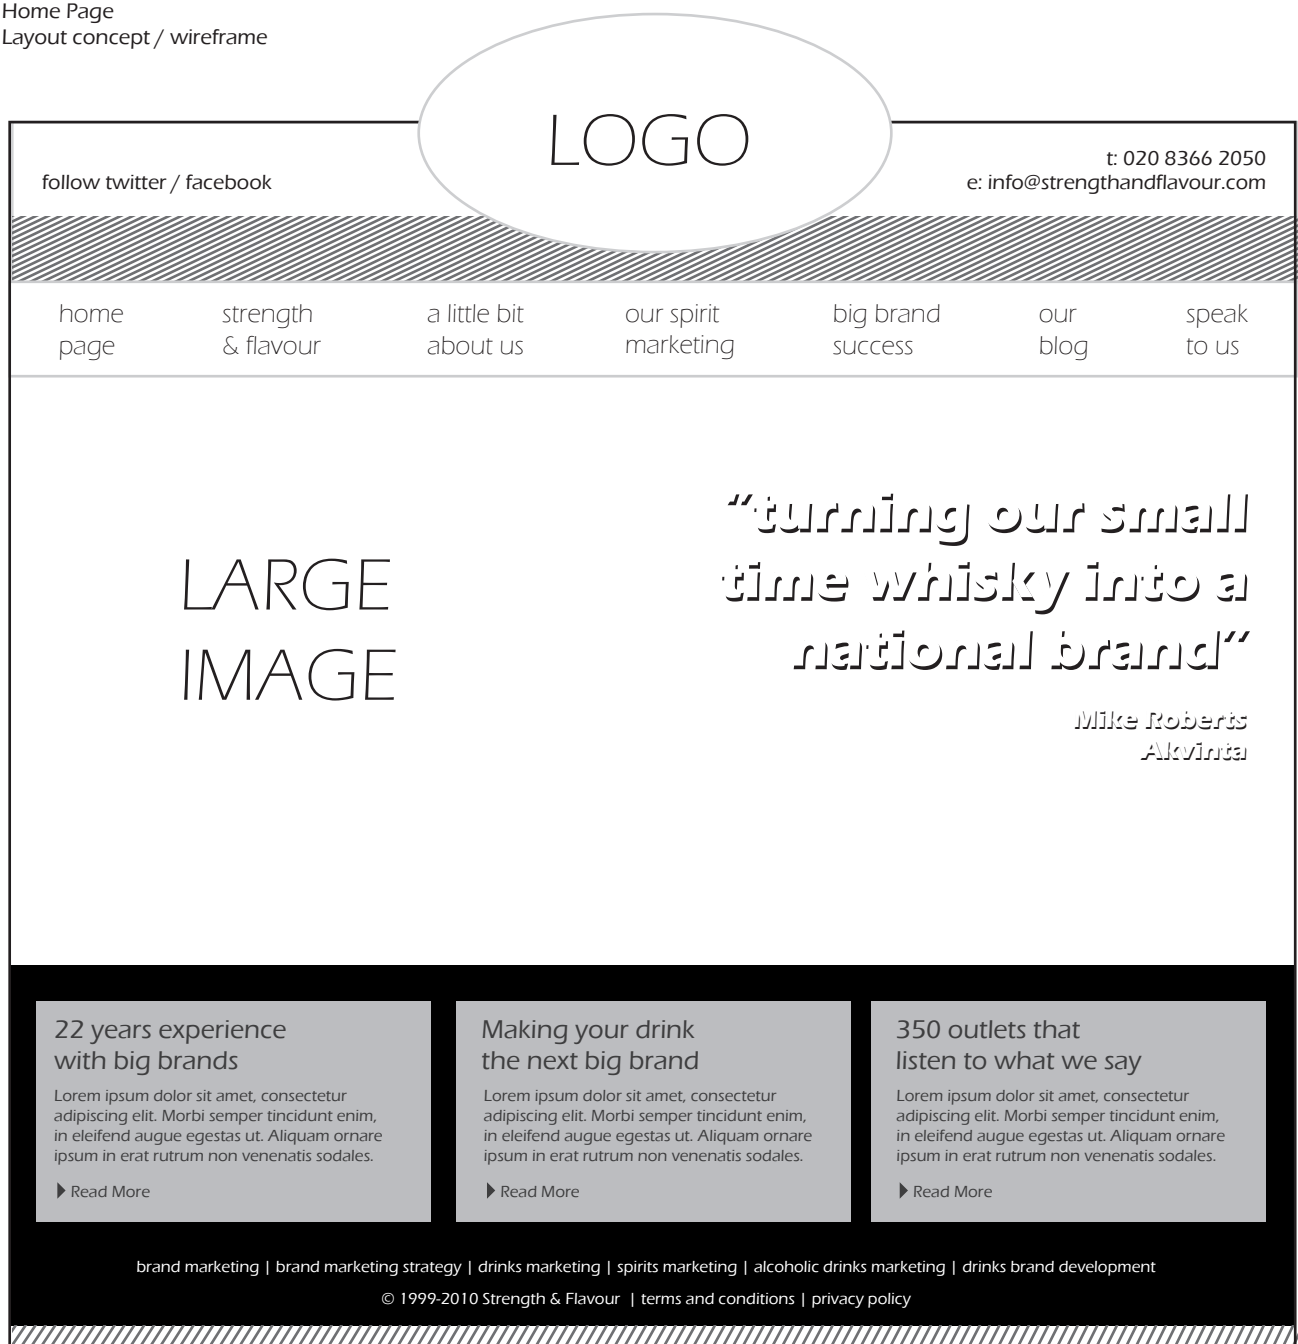 Home Page
Layout concept / wireframe
LOGO
follow twitter / facebook
t: 020 8366 2050
e: info@strengthandflavour.com
home
page
strength
& flavour
a little bit
about us
our spirit
marketing
big brand
success
our
blog
speak
to us
LARGE
IMAGE
“turning our small
time whisky into a
national brand”
Mike Roberts
Akvinta
22 years experience
with big brands
Lorem ipsum dolor sit amet, consectetur
adipiscing elit. Morbi semper tincidunt enim,
in eleifend augue egestas ut. Aliquam ornare
ipsum in erat rutrum non venenatis sodales.
Read More
Making your drink
the next big brand
Lorem ipsum dolor sit amet, consectetur
adipiscing elit. Morbi semper tincidunt enim,
in eleifend augue egestas ut. Aliquam ornare
ipsum in erat rutrum non venenatis sodales.
Read More
350 outlets that
listen to what we say
Lorem ipsum dolor sit amet, consectetur
adipiscing elit. Morbi semper tincidunt enim,
in eleifend augue egestas ut. Aliquam ornare
ipsum in erat rutrum non venenatis sodales.
Read More
brand marketing | brand marketing strategy | drinks marketing | spirits marketing | alcoholic drinks marketing | drinks brand development
© 1999-2010 Strength & Flavour | terms and conditions | privacy policy